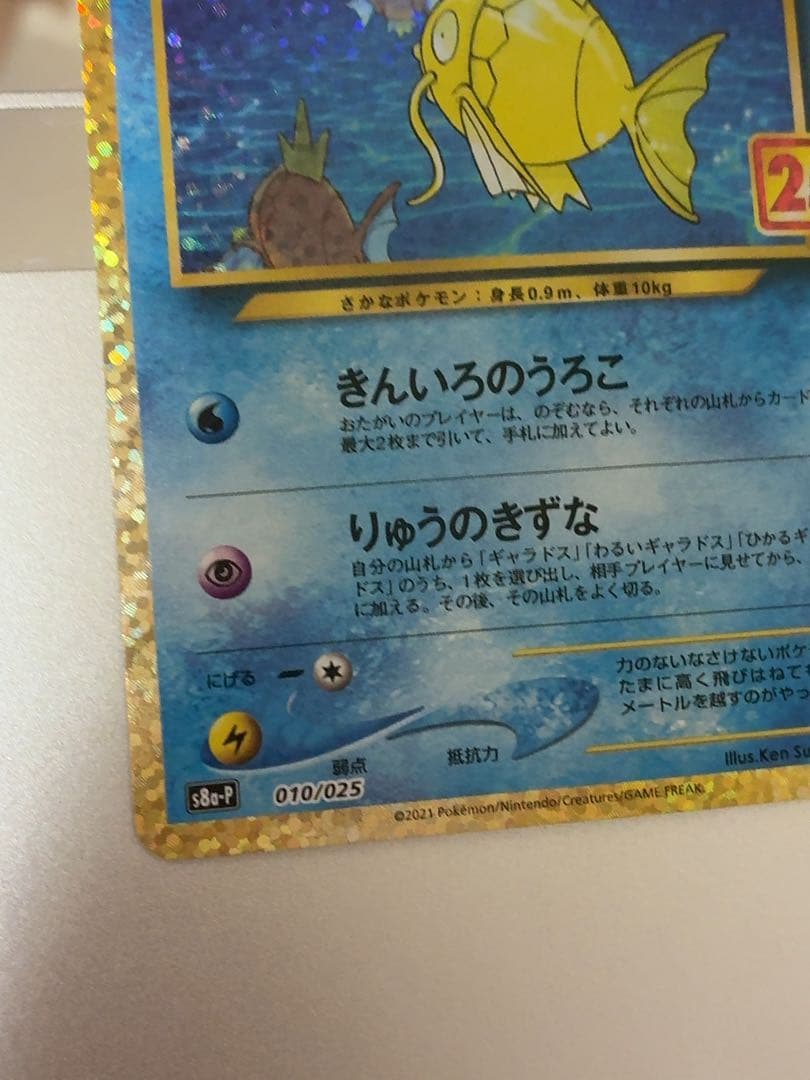 2
さかなポケモン：身長0.9m、体重10kg
きんいろのうろこ
おたがいのプレイヤーは、のぞむなら、それぞれの山札からカード
最大2枚まで引いて、手札に加えてよい。
りゅうのきずな
自分の山札から「ギャラドス」「わるいギャラドス」「ひかるギ
ドス」のうち、1枚を選び出し、相手プレイヤーに見せてから、
に加える。その後、その山札をよく切る。
にげる
力のないなさけないポケ
たまに高く飛びはねても
メートルを越すのがやっ
弱点
抵抗力
Illus.Ken Su
s8a-P
010/025
©2021 Pokémon/Nintendo/Creatures/GAME FREAK.